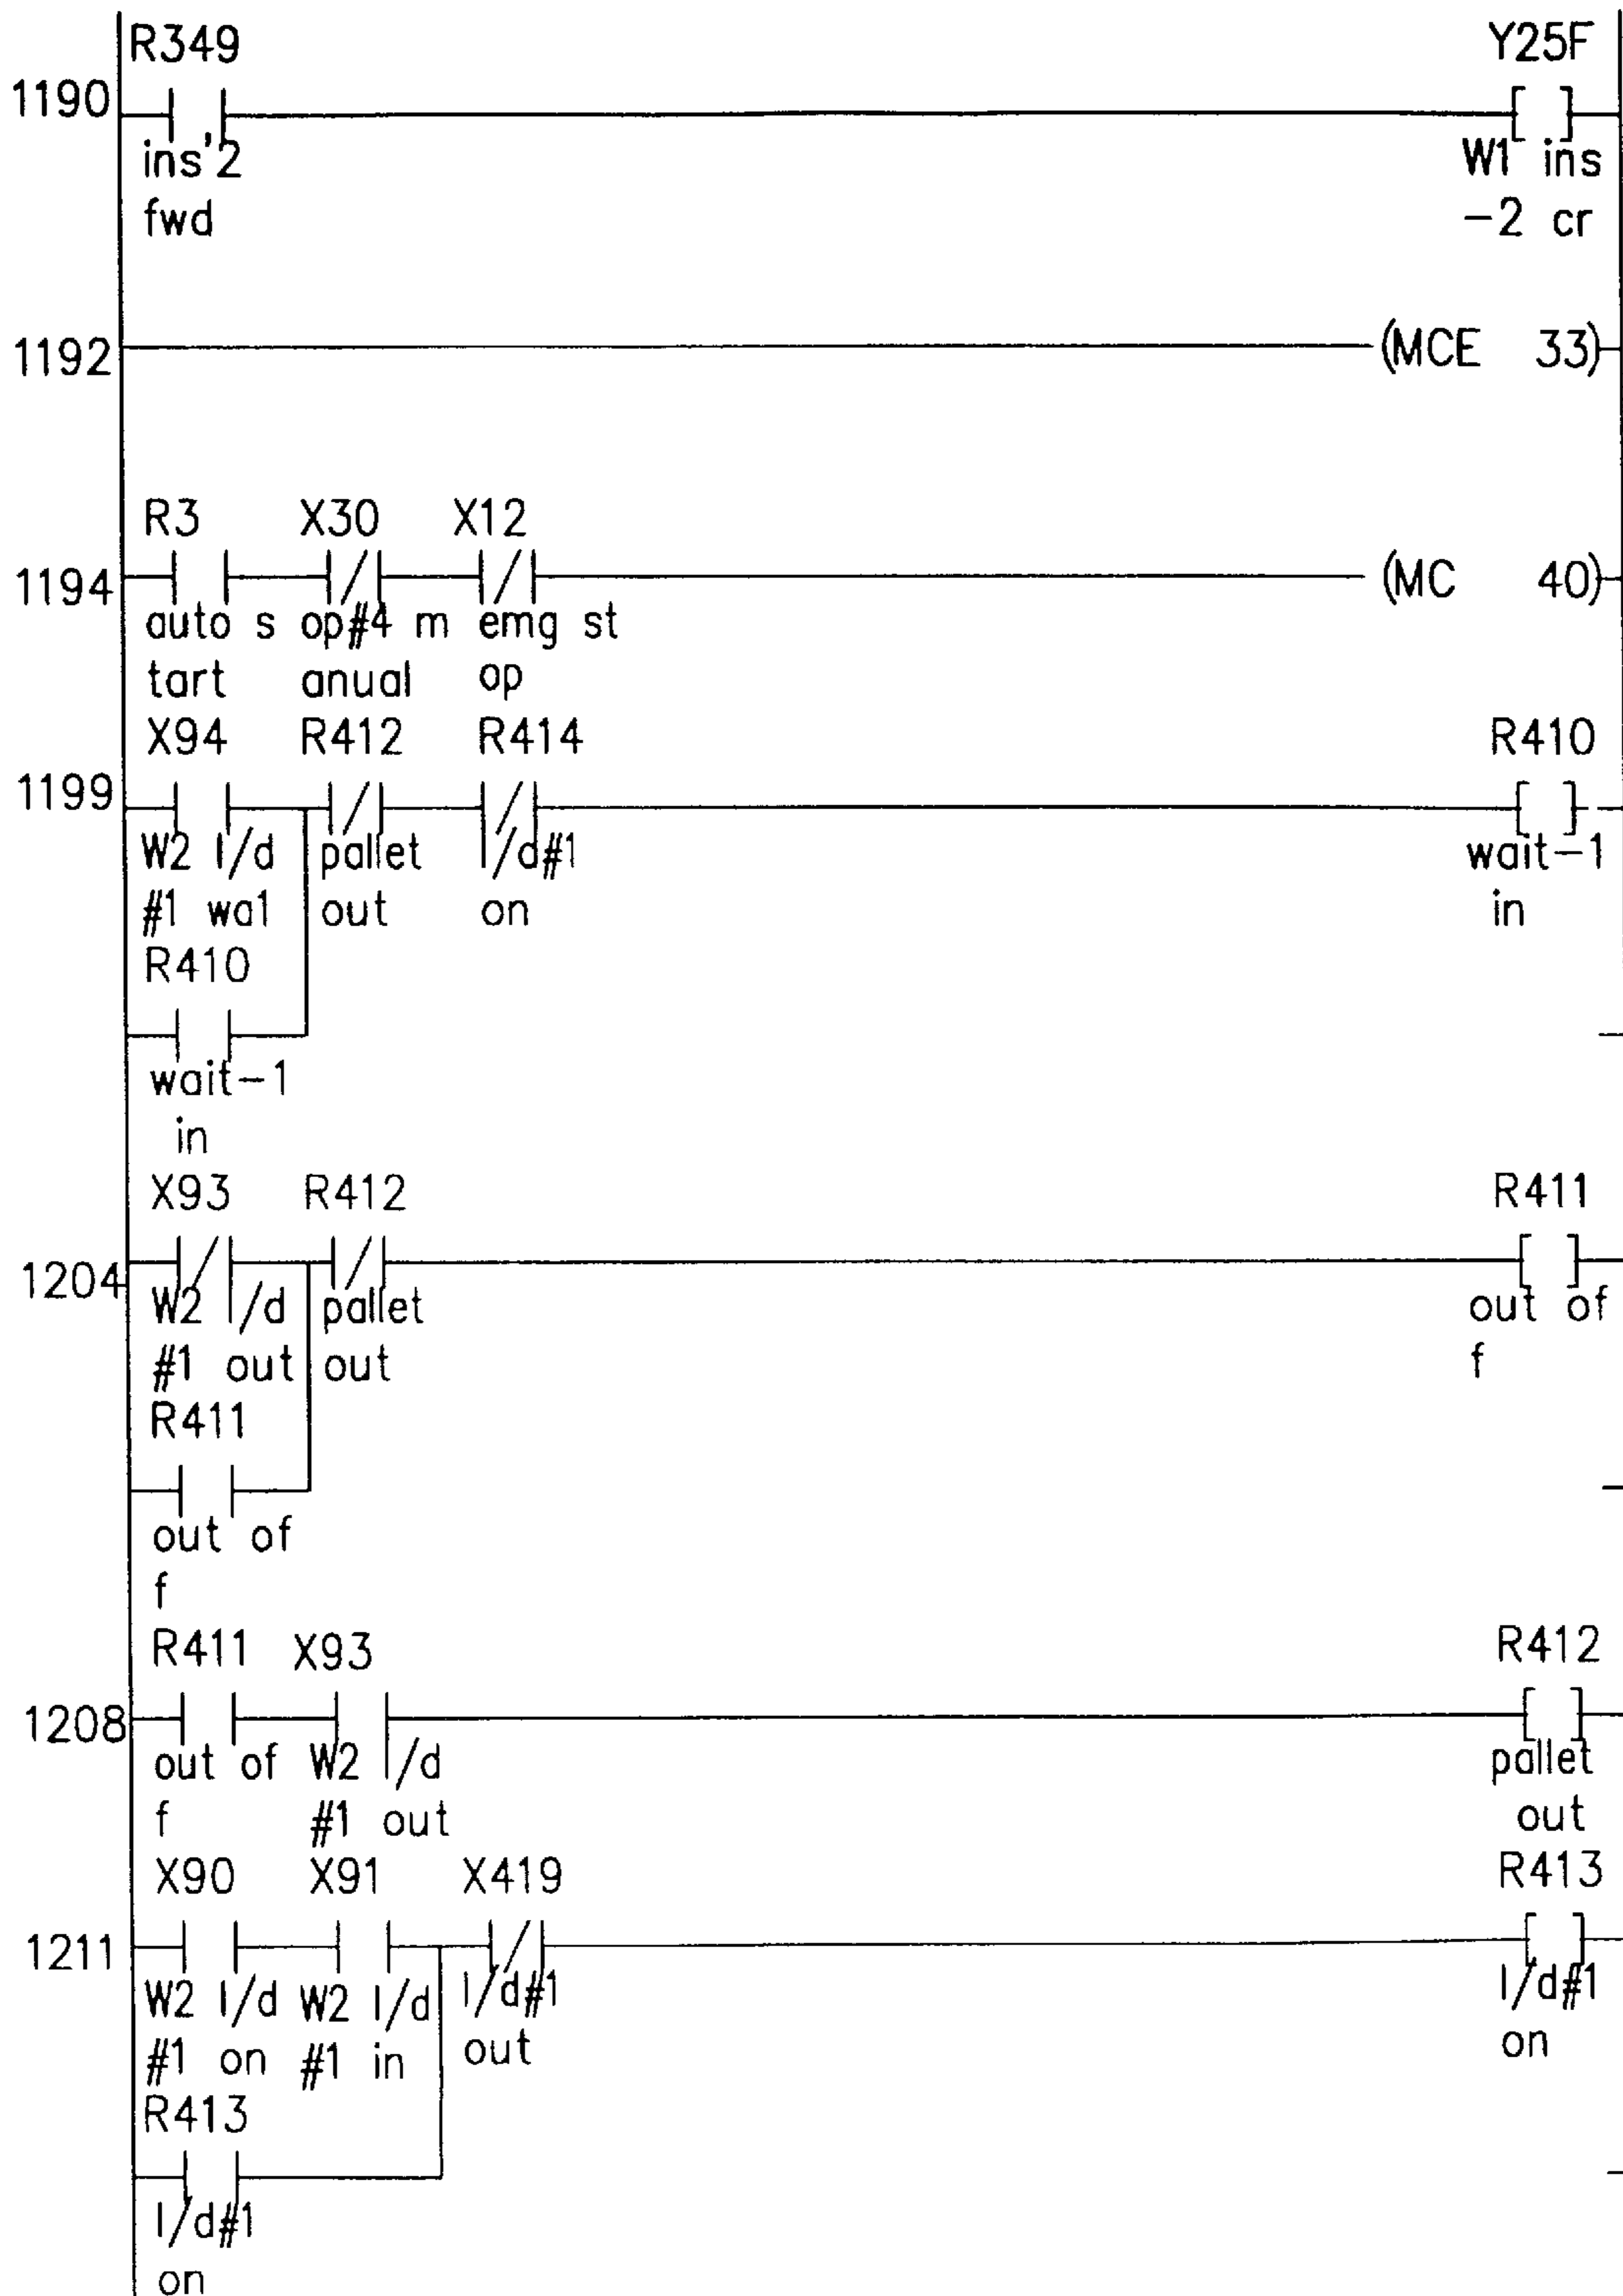 R349 Y25F
1190
ins'2 W1 ins
fwd -2 cr
1192 (MCE 33)
R3 X30 X12
1194 (MC 40)
auto s op#4 m emg st
tart anual op
X94 R412 R414 R410
1199
W2 l/d pallet l/d#1 wait-1
#1 wa1 out on in
R410
wait-1
in
X93 R412 R411
1204
W2 l/d pallet out of
#1 out out f
R411
out of
f
R411 X93 R412
1208
out of W2 l/d pallet
f #1 out out
X90 X91 X419 R413
1211
W2 l/d W2 l/d l/d#1 l/d#1
#1 on #1 in out on
R413
l/d#1
on